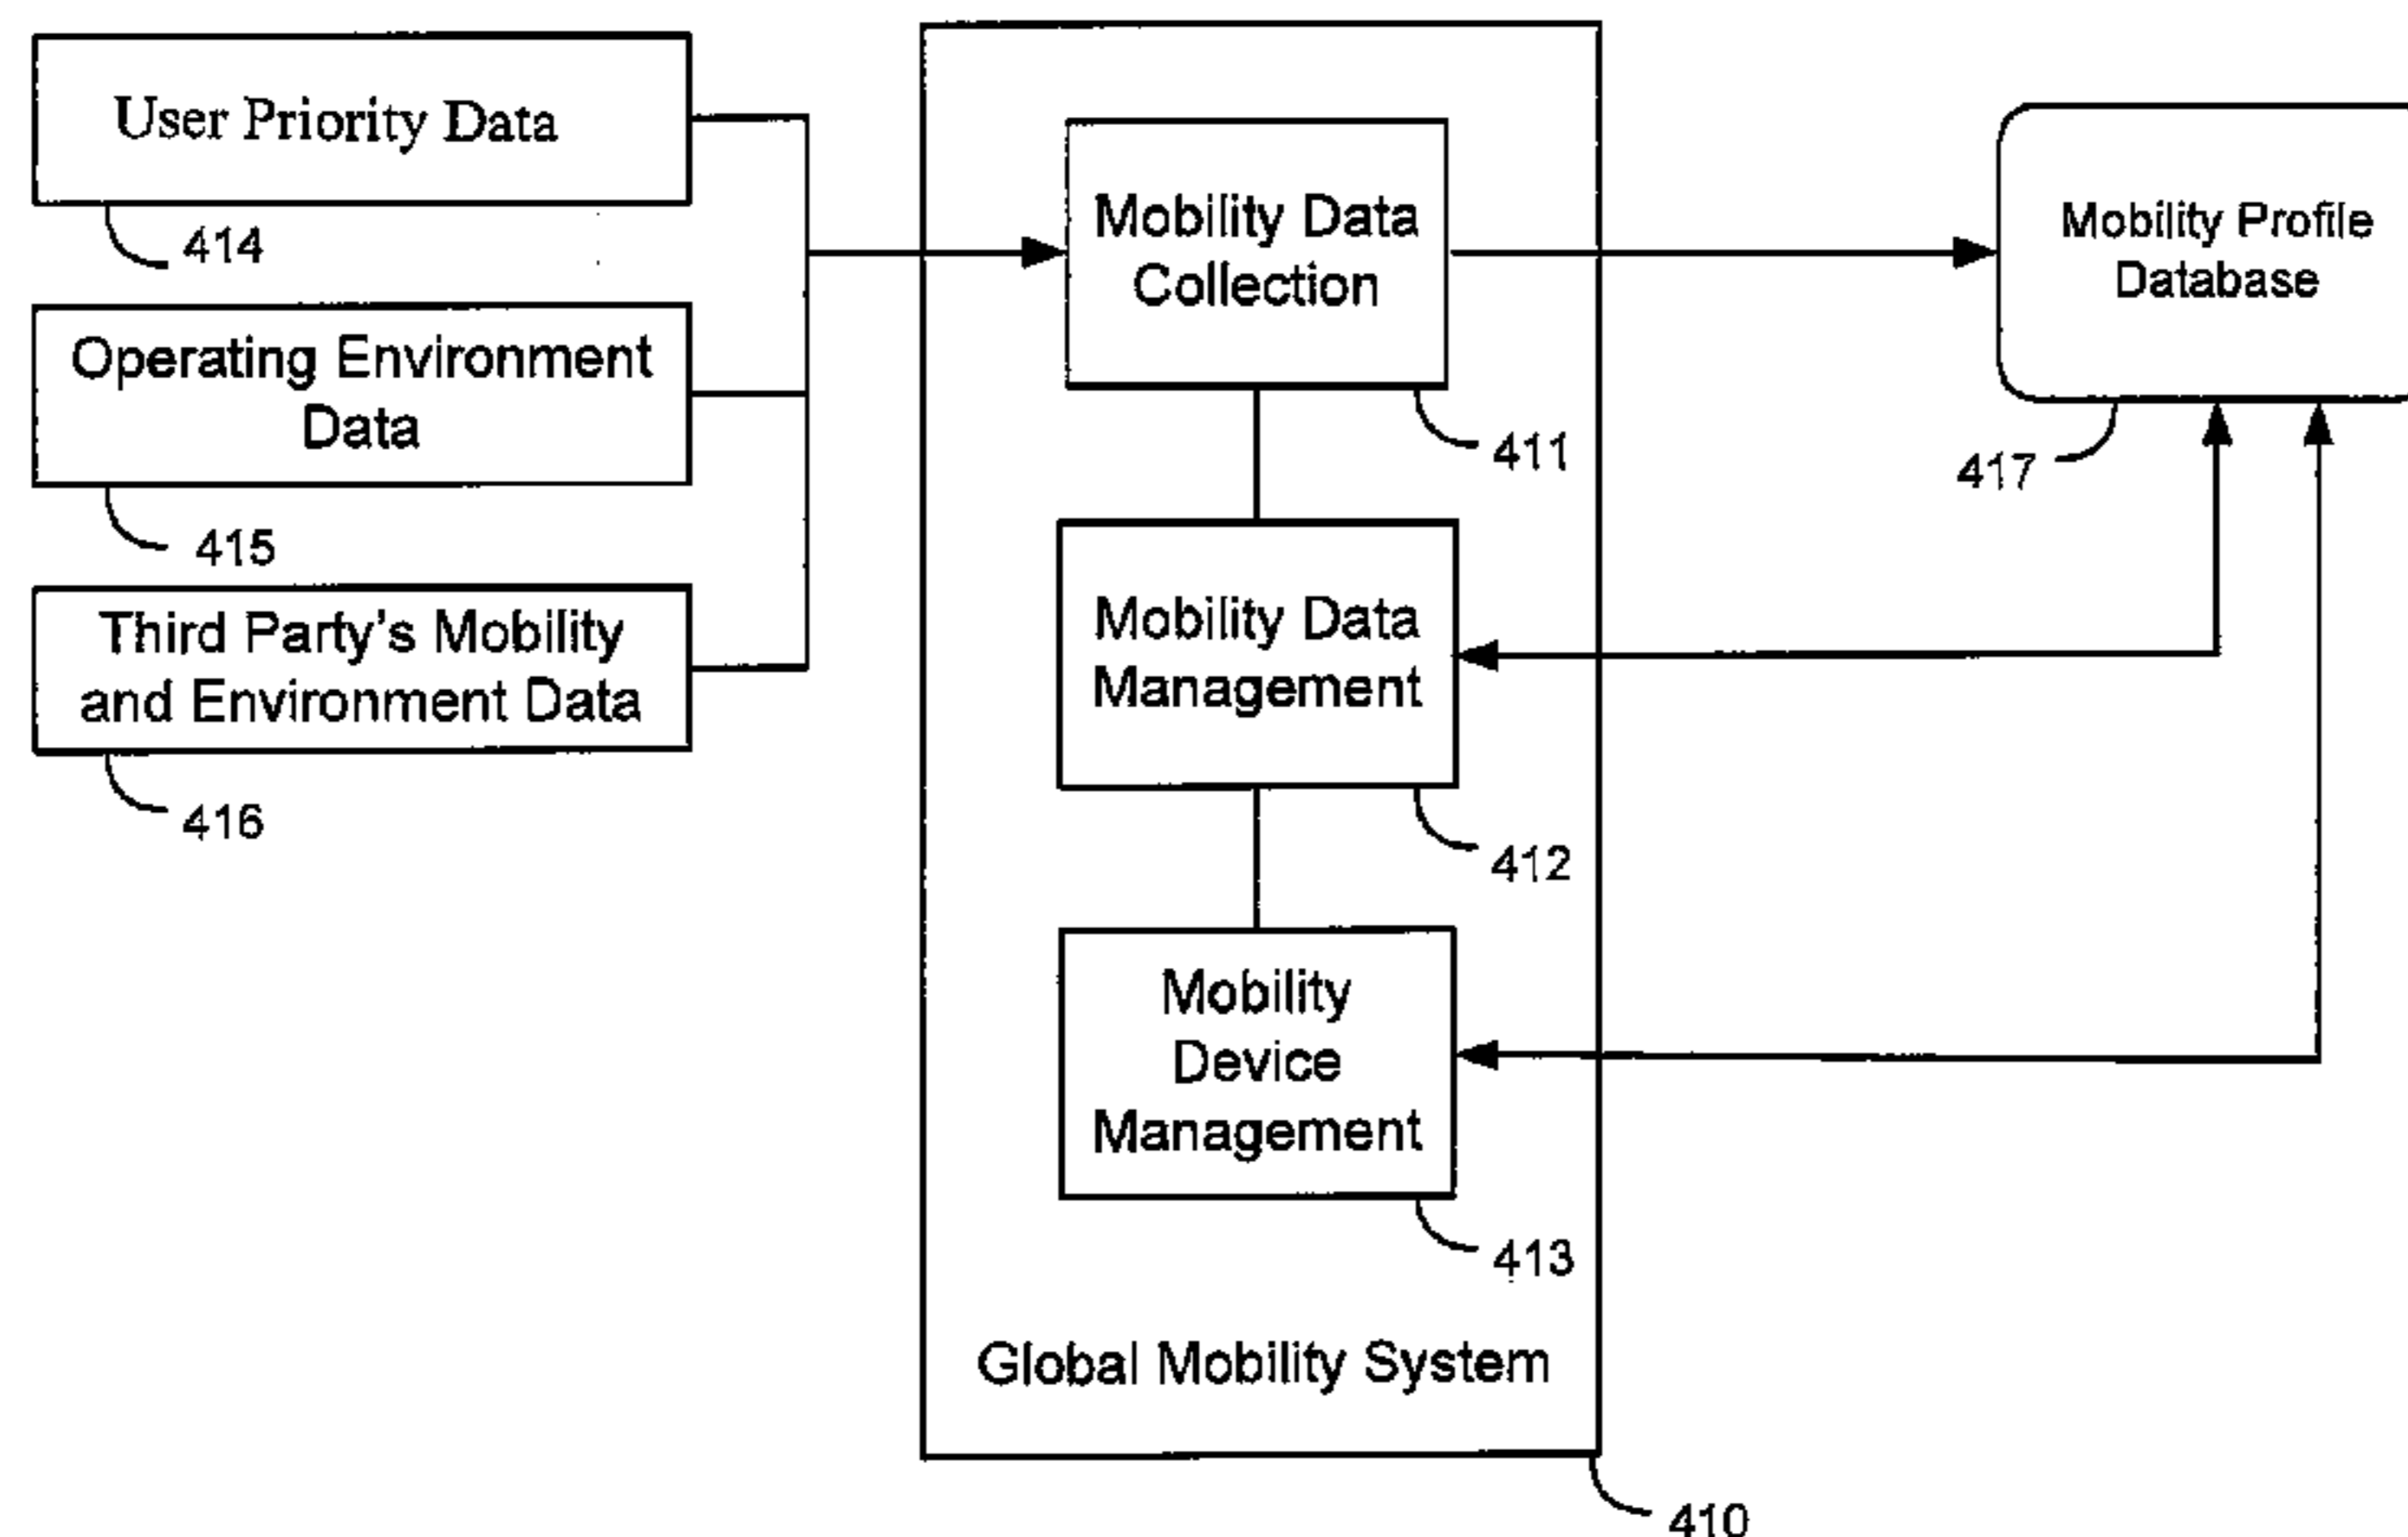 User Priority Data
414
Operating Environment
Data
415
Third Party's Mobility
and Environment Data
416
Mobility Data
Collection
411
Mobility Data
Management
412
Mobility
Device
Management
413
Global Mobility System
410
Mobility Profile
Database
417